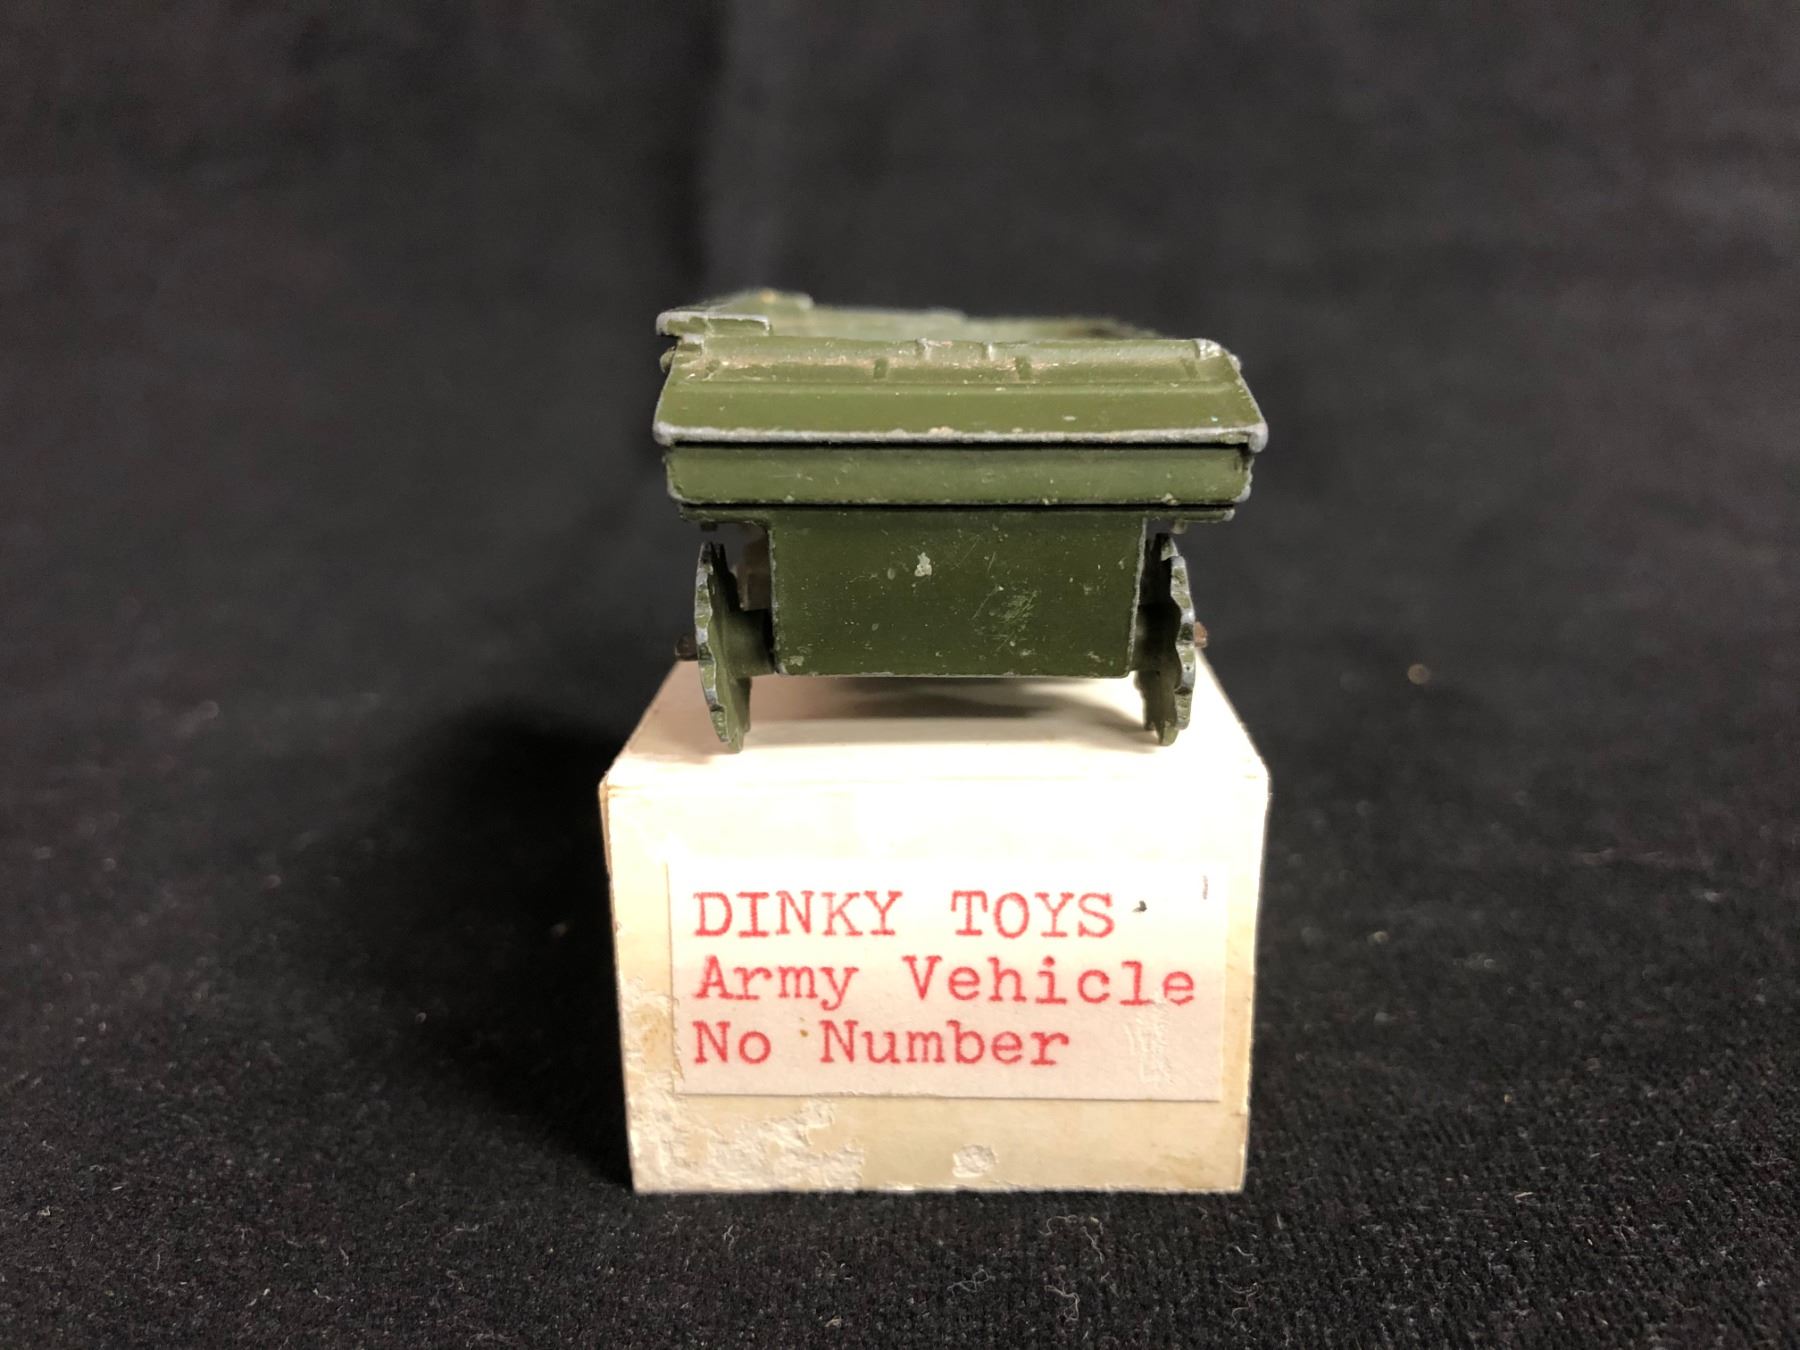 DINKY TOYS
Army Vehicle
No Number